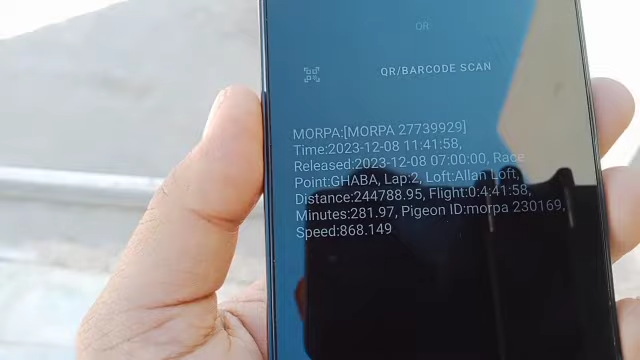 OR
QR/BARCODE SCAN
MORPA:[MORPA 27739929]
Time:2023-12-08 11:41:58,
Released:2023-12-08 07:00:00, Race
Point:GHABA, Lap:2, Loft:Allan Loft,
Distance:244788.95, Flight:0:4:41:58,
Minutes:281.97, Pigeon ID:morpa 230169,
Speed:868.149